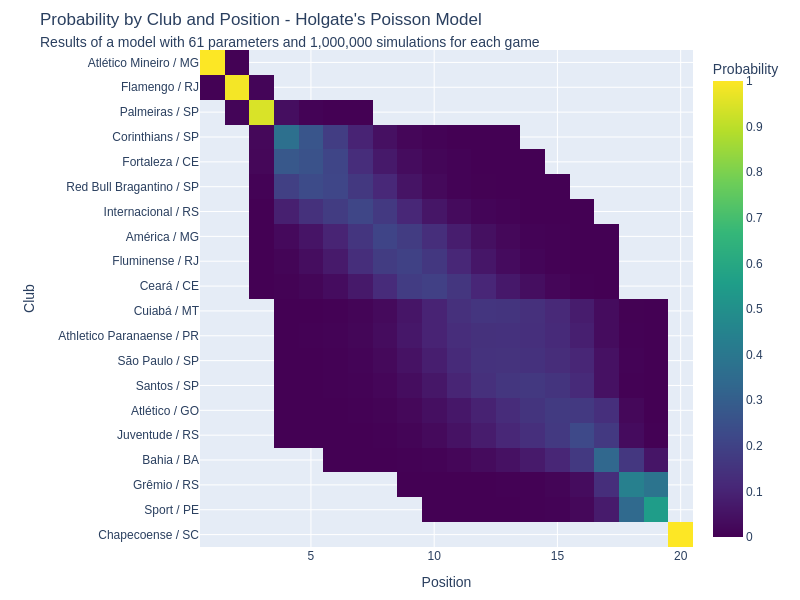 Probability by Club and Position - Holgate's Poisson Model
Results of a model with 61 parameters and 1,000,000 simulations for each game
Probability
Club
Atlético Mineiro / MG
Flamengo / RJ
Palmeiras / SP
Corinthians / SP
Fortaleza / CE
Red Bull Bragantino / SP
Internacional / RS
América / MG
Fluminense / RJ
Ceará / CE
Cuiabá / MT
Athletico Paranaense / PR
São Paulo / SP
Santos / SP
Atlético / GO
Juventude / RS
Bahia / BA
Grêmio / RS
Sport / PE
Chapecoense / SC
5 10 15 20
Position
1
0.9
0.8
0.7
0.6
0.5
0.4
0.3
0.2
0.1
0